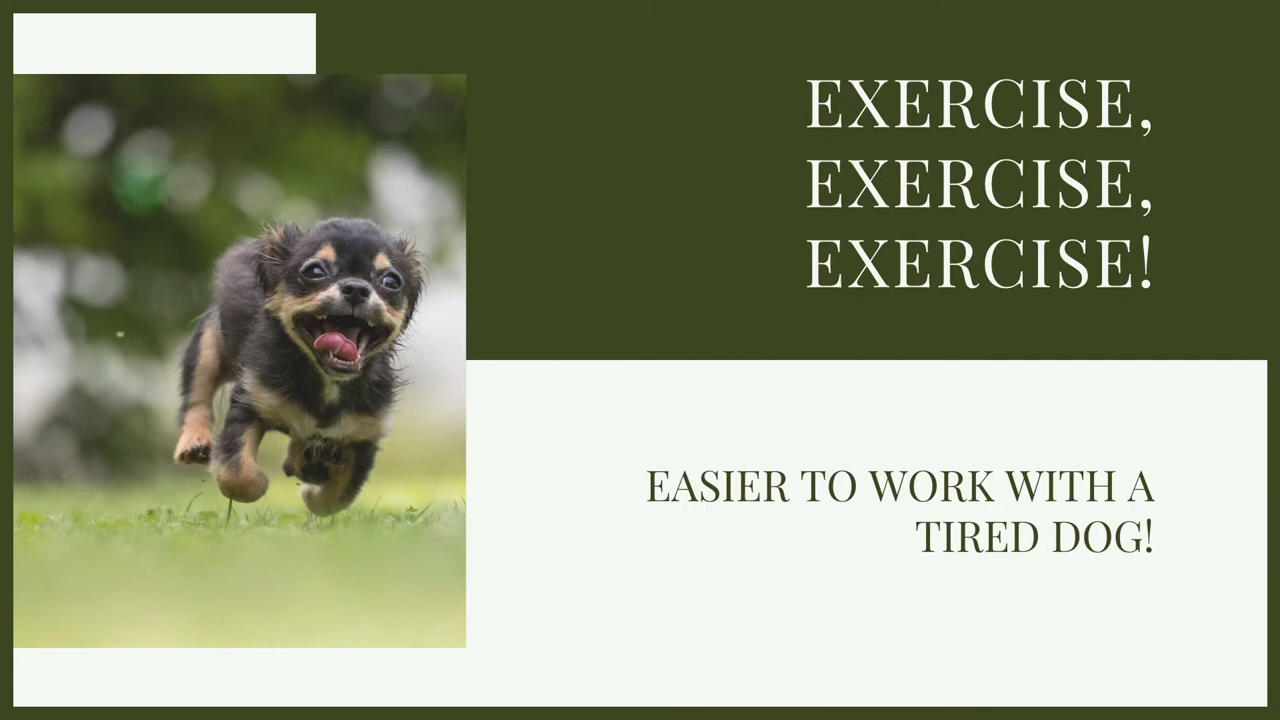 EXERCISE,
EXERCISE,
EXERCISE!
EASIER TO WORK WITH A
TIRED DOG!